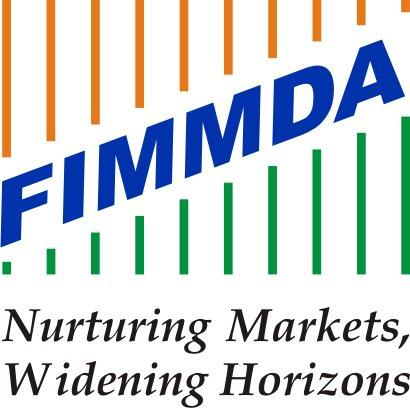 FIMMDA
Nurturing Markets,
Widening Horizons